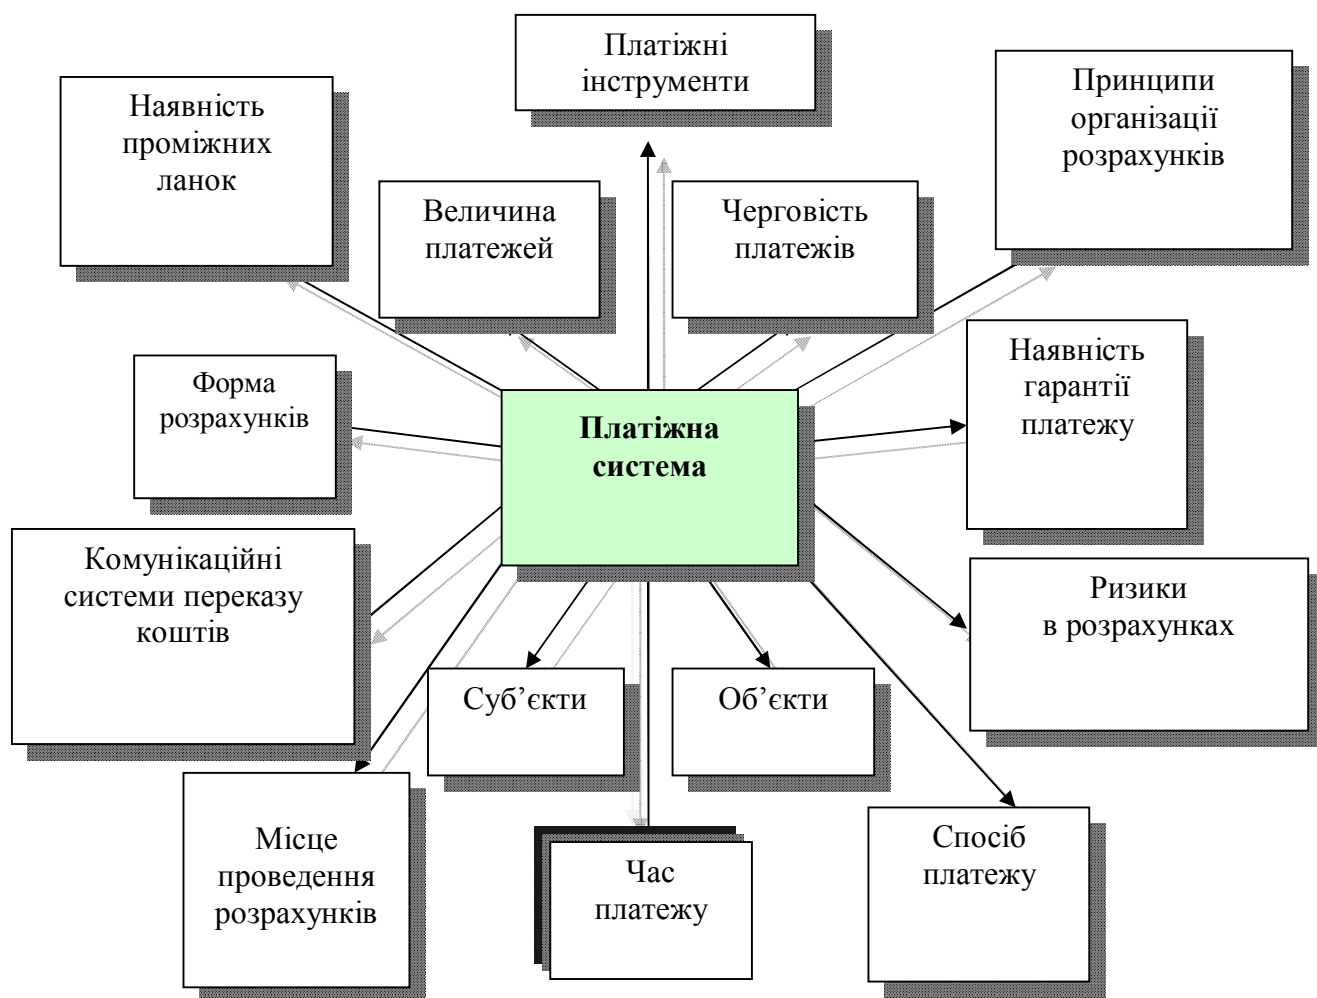 Платіжні
інструменти
Наявність
проміжних
ланок
Принципи
організації
розрахунків
Величина
платежей
Черговість
платежів
Форма
розрахунків
Платіжна
система
Наявність
гарантії
платежу
Комунікаційні
системи переказу
коштів
Ризики
в розрахунках
Суб’єкти
Об’єкти
Місце
проведення
розрахунків
Час
платежу
Спосіб
платежу